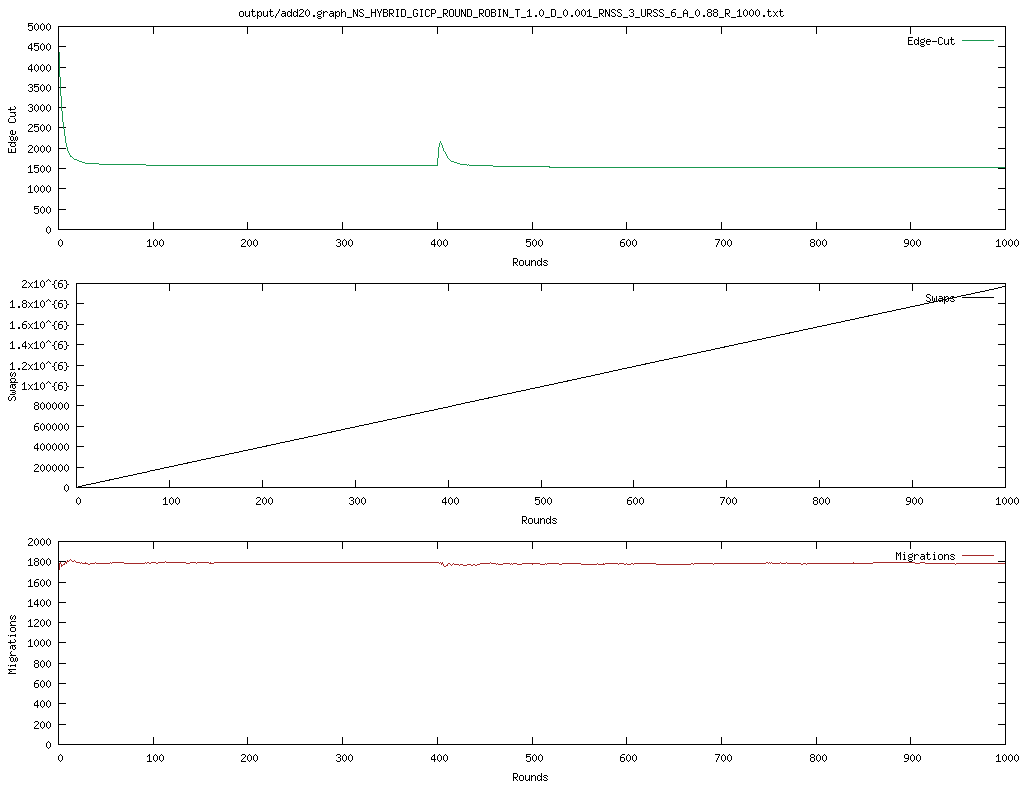 output/add20.graph_NS_HYBRID_GICP_ROUND_ROBIN_T_1.0_D_0.001_RNSS_3_URSS_6_A_0.88_R_1000.txt
5000
4500
4000
3500
3000
2500
2000
1500
1000
500
0
Edge Cut
Edge-Cut
0 100 200 300 400 500 600 700 800 900 1000
Rounds
2x10^{6}
1.8x10^{6}
1.6x10^{6}
1.4x10^{6}
1.2x10^{6}
1x10^{6}
800000
600000
400000
200000
0
Swaps
Swaps
0 100 200 300 400 500 600 700 800 900 1000
Rounds
2000
1800
1600
1400
1200
1000
800
600
400
200
0
Migrations
Migrations
0 100 200 300 400 500 600 700 800 900 1000
Rounds